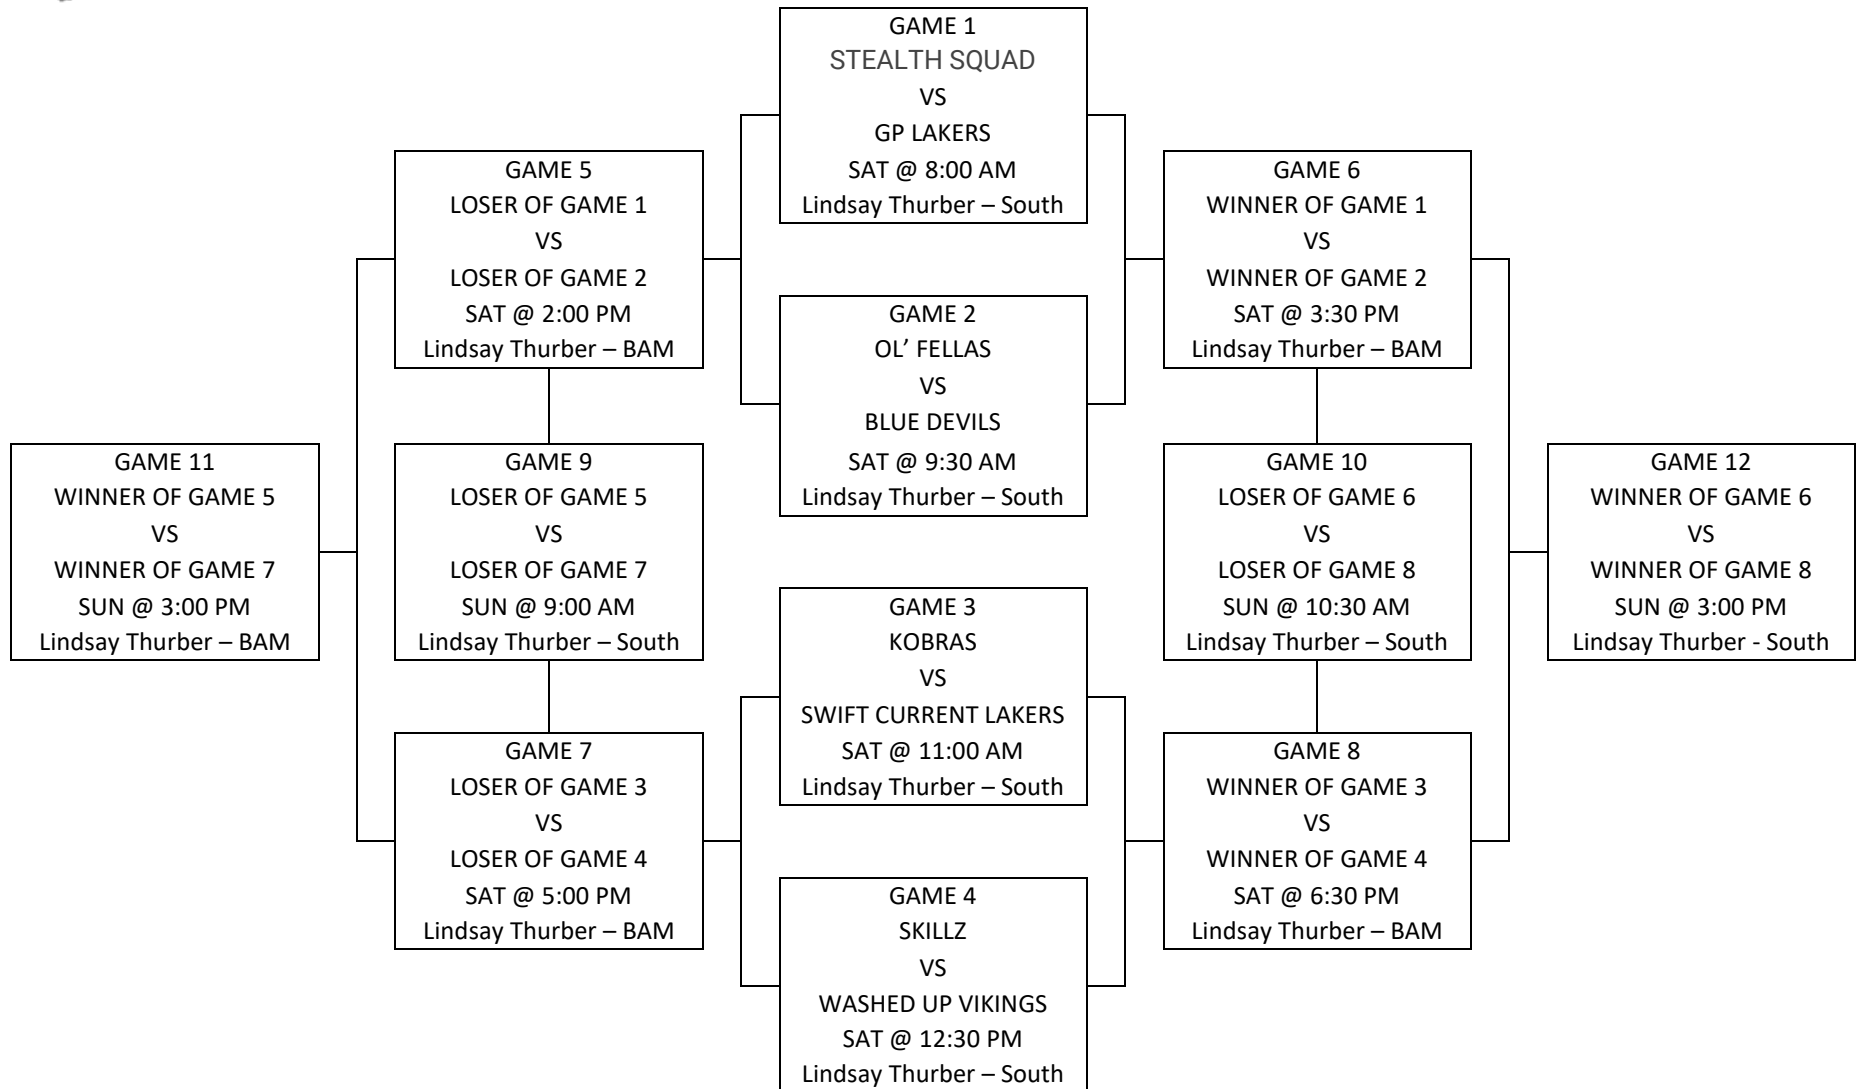 GAME 1
STEALTH SQUAD
VS
GP LAKERS
SAT @ 8:00 AM
Lindsay Thurber – South
GAME 5
LOSER OF GAME 1
VS
LOSER OF GAME 2
SAT @ 2:00 PM
Lindsay Thurber – BAM
GAME 6
WINNER OF GAME 1
VS
WINNER OF GAME 2
SAT @ 3:30 PM
Lindsay Thurber – BAM
GAME 2
OL’ FELLAS
VS
BLUE DEVILS
SAT @ 9:30 AM
Lindsay Thurber – South
GAME 11
WINNER OF GAME 5
VS
WINNER OF GAME 7
SUN @ 3:00 PM
Lindsay Thurber – BAM
GAME 9
LOSER OF GAME 5
VS
LOSER OF GAME 7
SUN @ 9:00 AM
Lindsay Thurber – South
GAME 10
LOSER OF GAME 6
VS
LOSER OF GAME 8
SUN @ 10:30 AM
Lindsay Thurber – South
GAME 12
WINNER OF GAME 6
VS
WINNER OF GAME 8
SUN @ 3:00 PM
Lindsay Thurber - South
GAME 3
KOBRAS
VS
SWIFT CURRENT LAKERS
SAT @ 11:00 AM
Lindsay Thurber – South
GAME 7
LOSER OF GAME 3
VS
LOSER OF GAME 4
SAT @ 5:00 PM
Lindsay Thurber – BAM
GAME 8
WINNER OF GAME 3
VS
WINNER OF GAME 4
SAT @ 6:30 PM
Lindsay Thurber – BAM
GAME 4
SKILLZ
VS
WASHED UP VIKINGS
SAT @ 12:30 PM
Lindsay Thurber – South